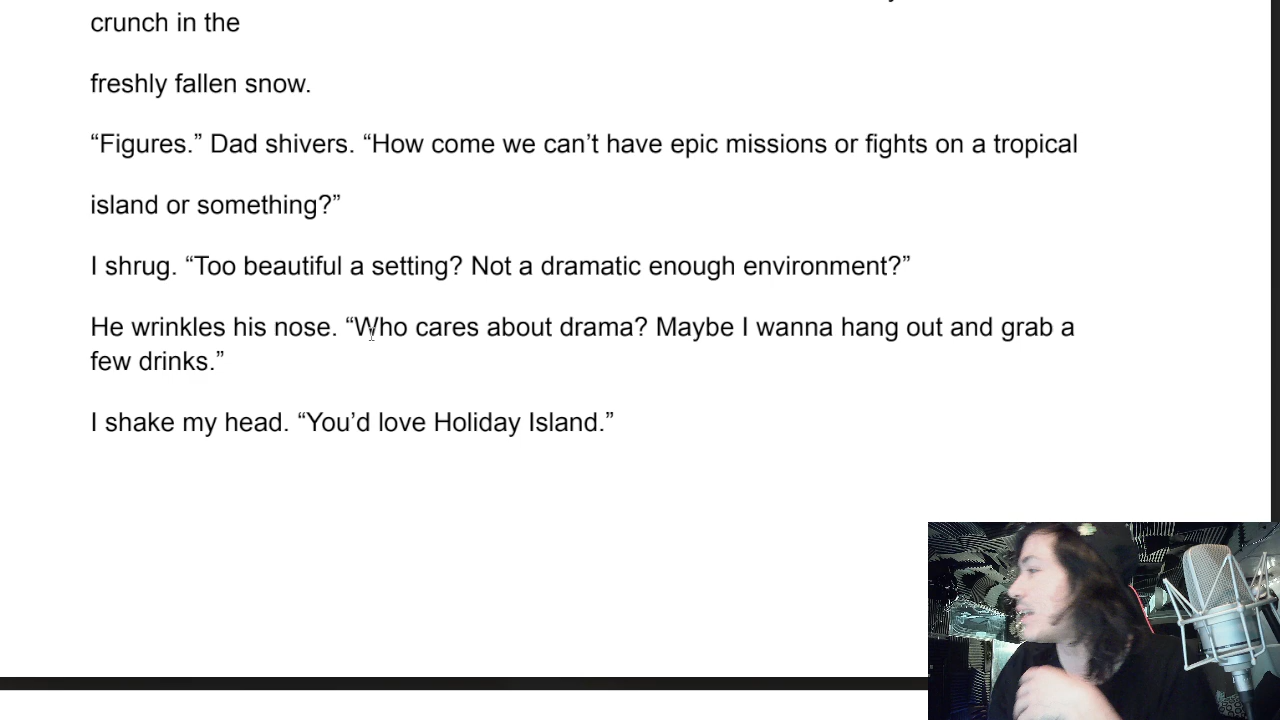 crunch in the
freshly fallen snow.
“Figures.” Dad shivers. “How come we can’t have epic missions or fights on a tropical
island or something?”
I shrug. “Too beautiful a setting? Not a dramatic enough environment?”
He wrinkles his nose. “Who cares about drama? Maybe I wanna hang out and grab a
few drinks.”
I shake my head. “You’d love Holiday Island.”